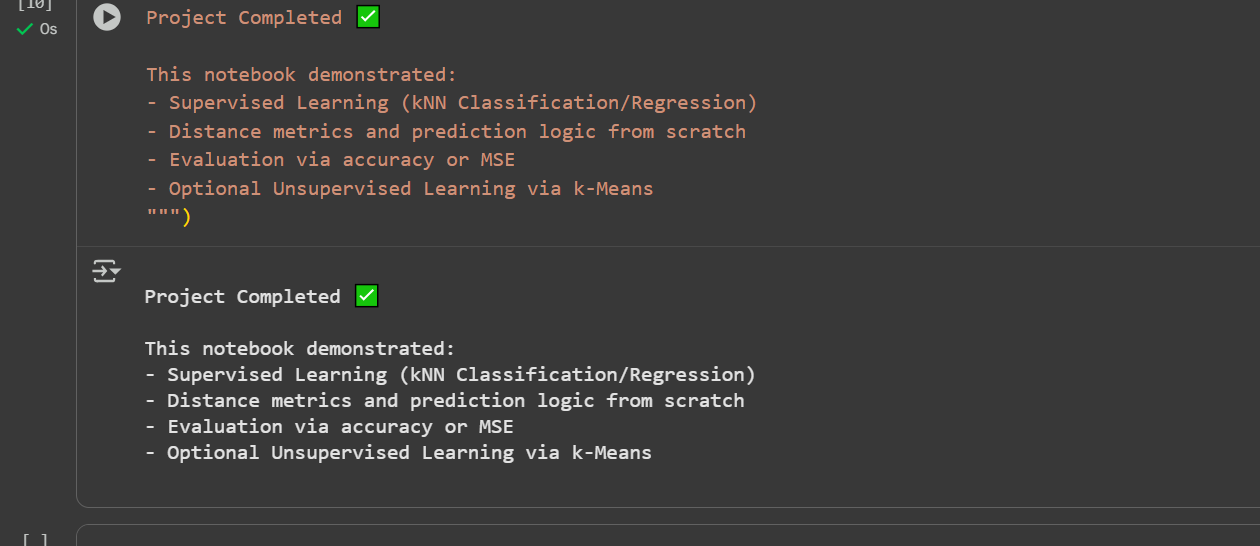 [10]
0s
Project Completed ✅
This notebook demonstrated:
- Supervised Learning (kNN Classification/Regression)
- Distance metrics and prediction logic from scratch
- Evaluation via accuracy or MSE
- Optional Unsupervised Learning via k-Means
""")
Project Completed ✅
This notebook demonstrated:
- Supervised Learning (kNN Classification/Regression)
- Distance metrics and prediction logic from scratch
- Evaluation via accuracy or MSE
- Optional Unsupervised Learning via k-Means
[ ]